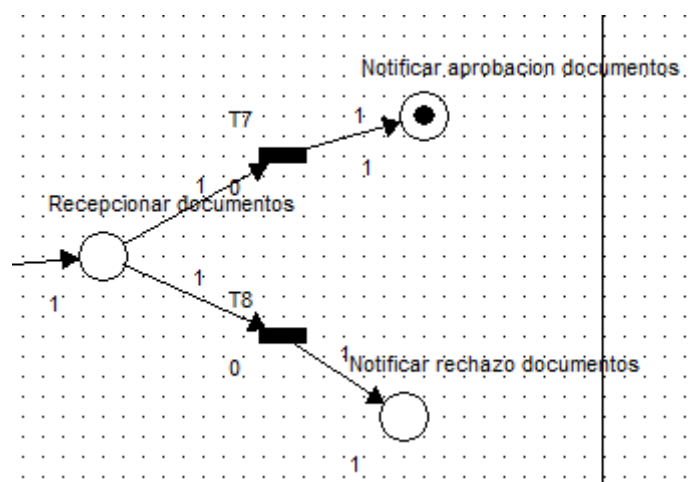 Notificar aprobacion documentos
T7
1
1
1
0
Recepcionar documentos
1
1
T8
0
1
Notificar rechazo documentos
1